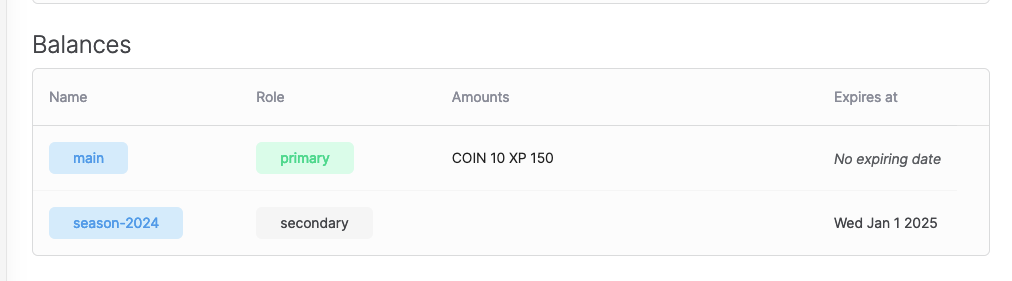 Balances
Name Role Amounts Expires at
main primary COIN 10 XP 150 No expiring date
season-2024 secondary Wed Jan 1 2025